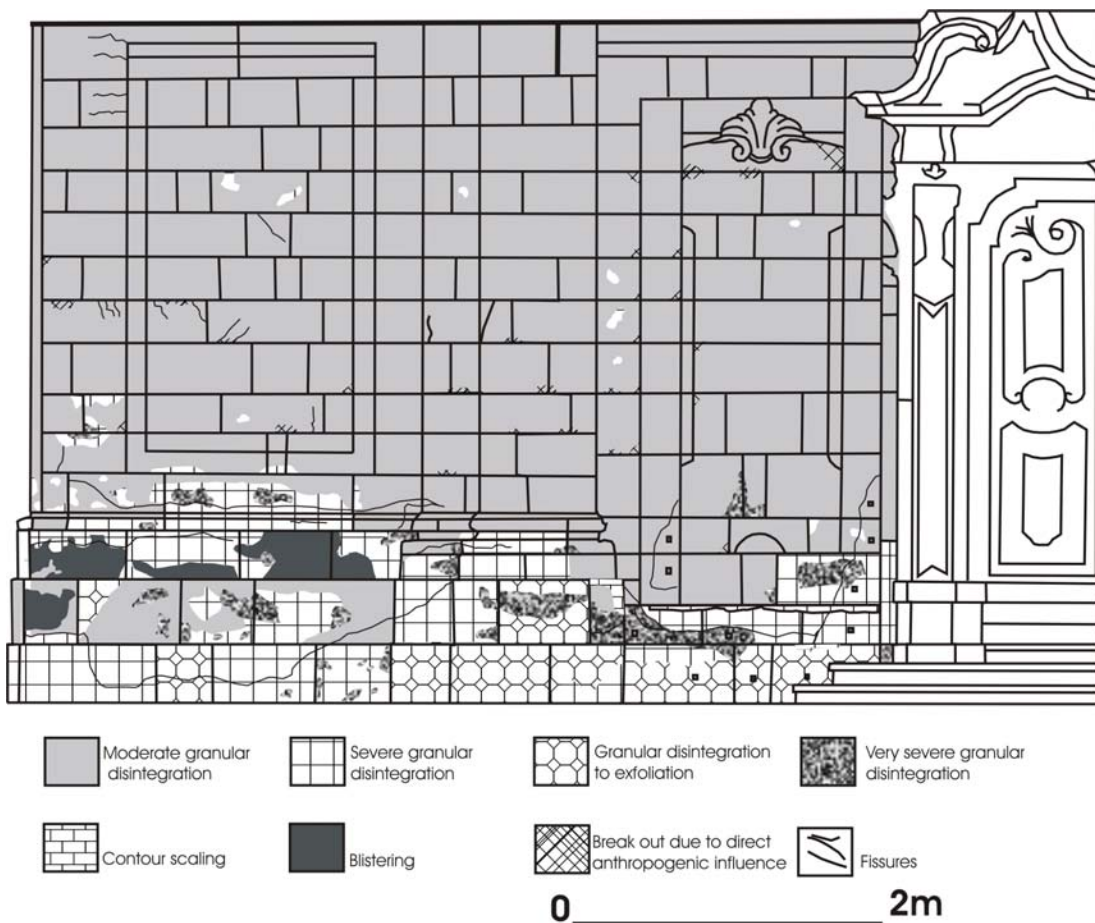 Moderate granular
disintegration
Severe granular
disintegration
Granular disintegration
to exfoliation
Very severe granular
disintegration
Contour scaling
Blistering
Break out due to direct
anthropogenic influence
Fissures
0 2m